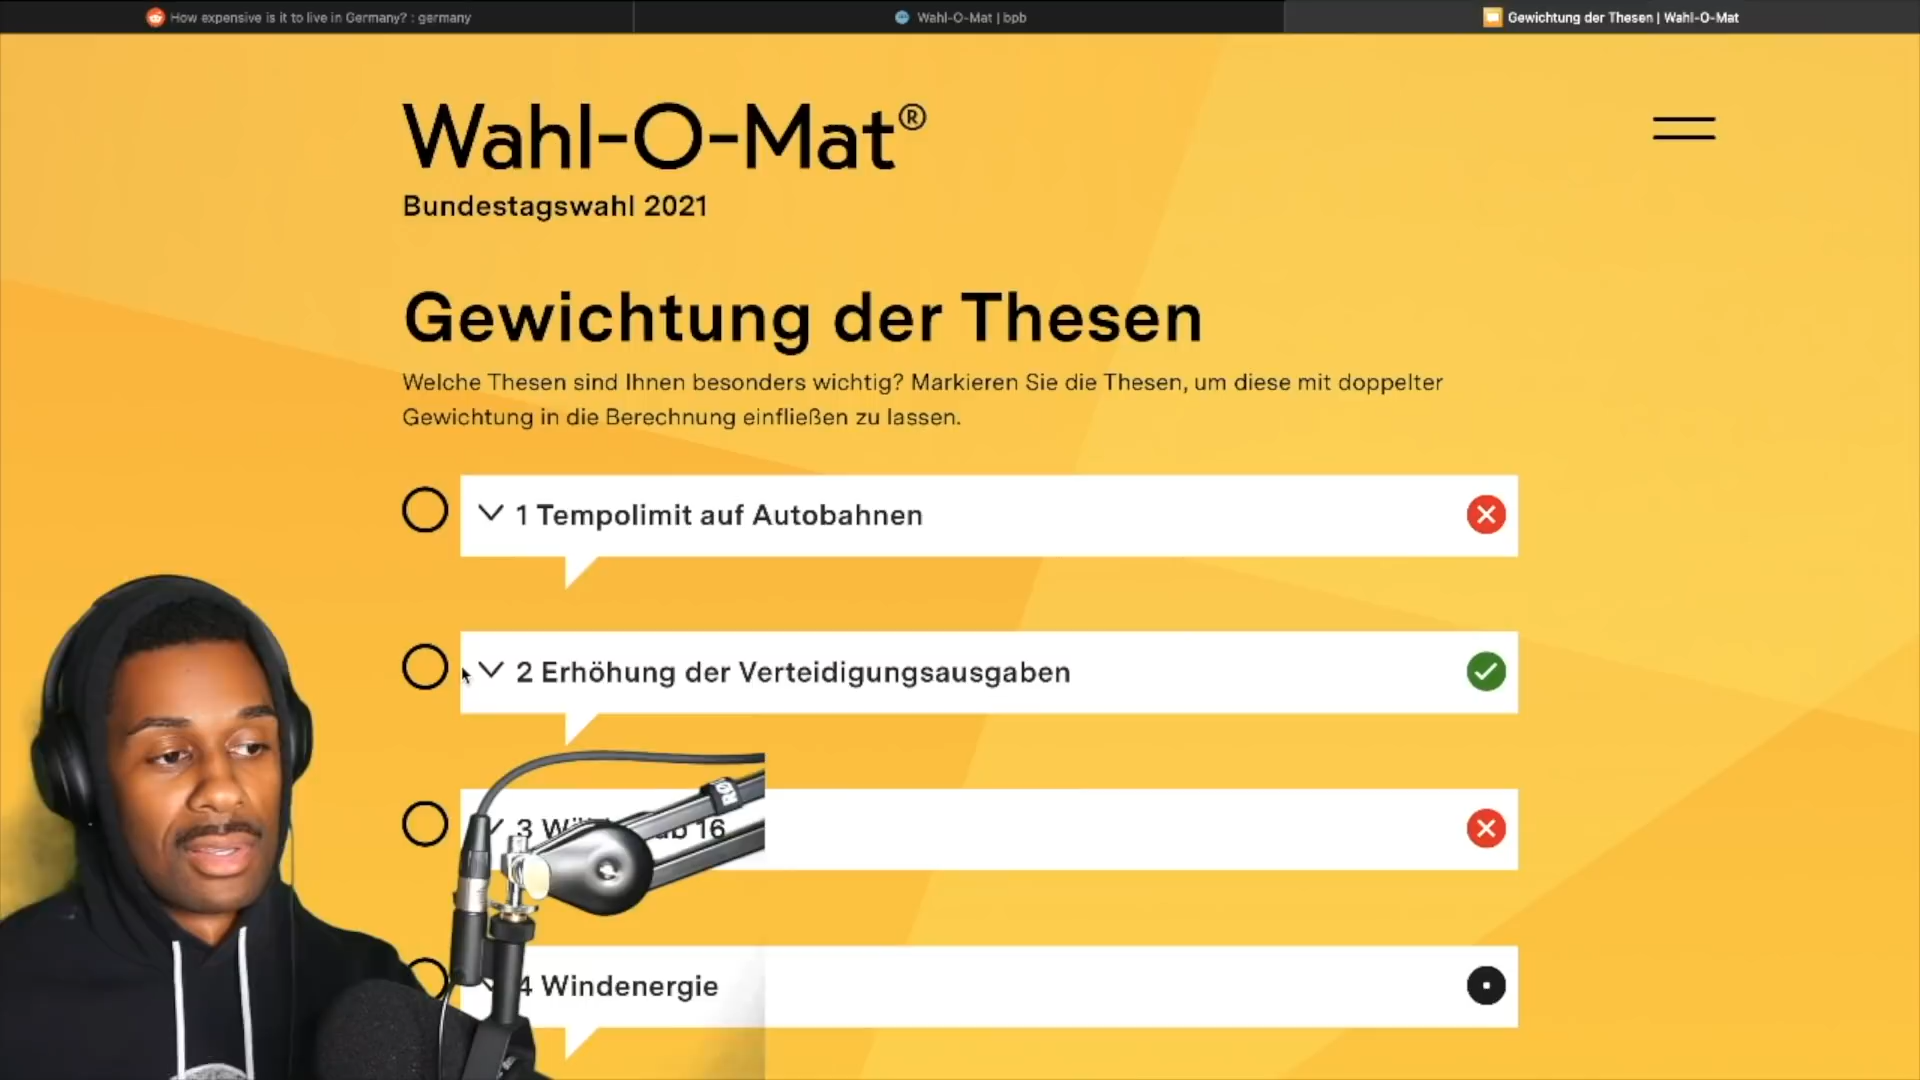 How expensive is it to live in Germany? : germany
Wahl-O-Mat | bpb
Gewichtung der Thesen | Wahl-O-Mat
Wahl-O-Mat®
Bundestagswahl 2021
Gewichtung der Thesen
Welche Thesen sind Ihnen besonders wichtig? Markieren Sie die Thesen, um diese mit doppelter
Gewichtung in die Berechnung einfließen zu lassen.
1 Tempolimit auf Autobahnen
2 Erhöhung der Verteidigungsausgaben
3 16
4 Windenergie